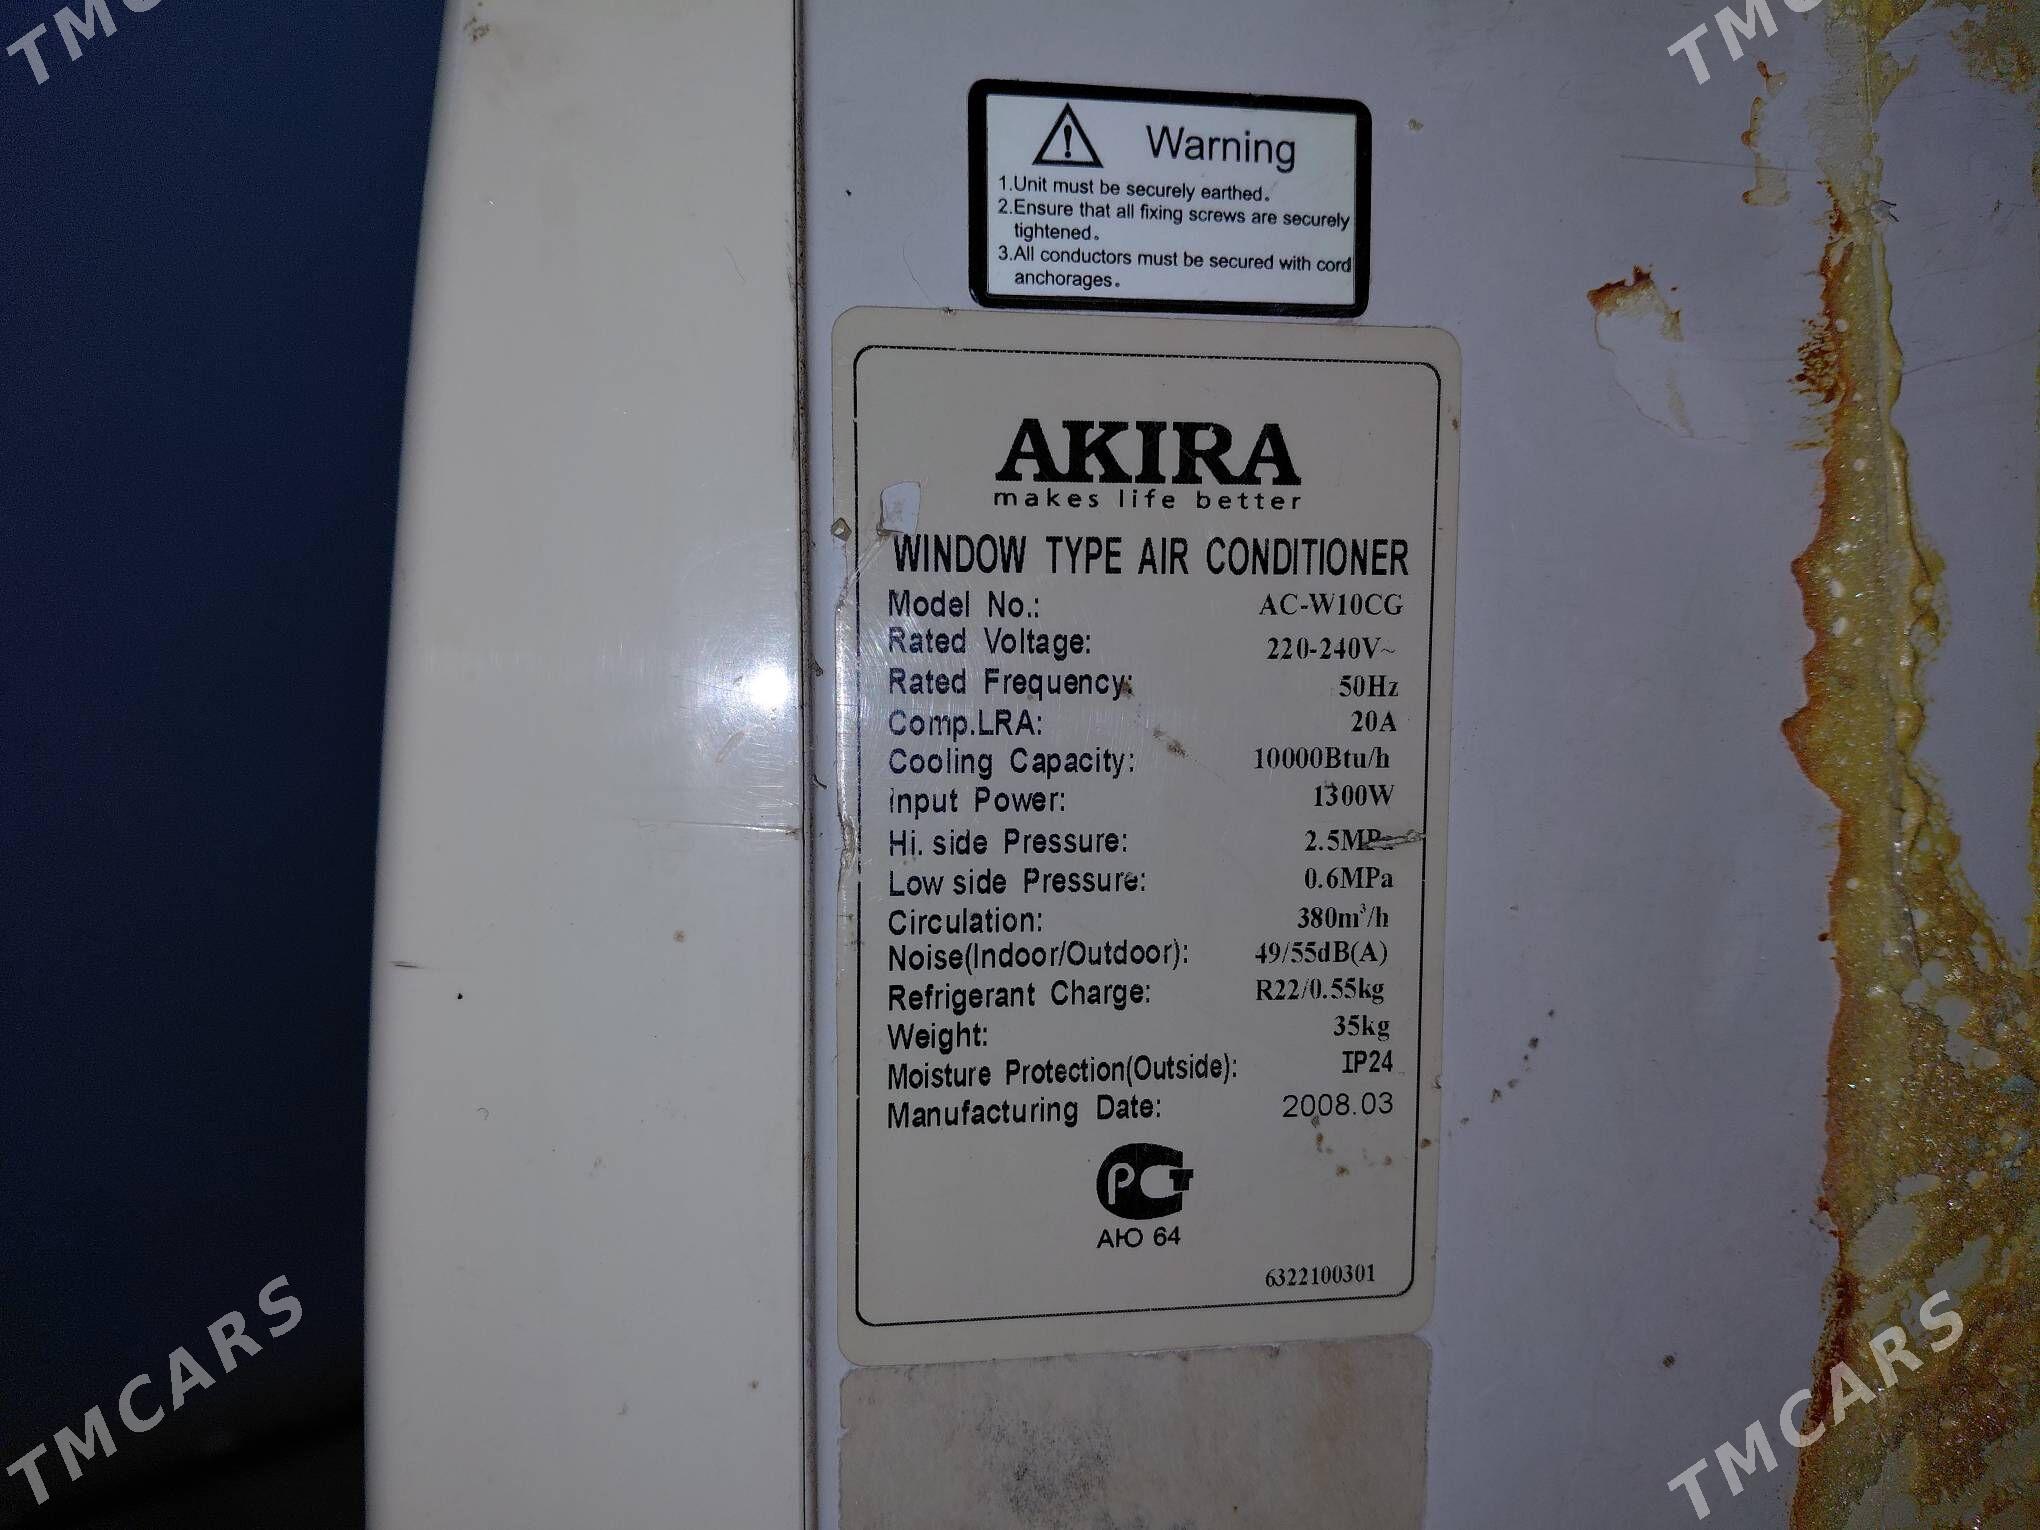 Warning
1.Unit must be securely earthed。
2.Ensure that all fixing screws are securely
tightened。
3.All conductors must be secured with cord
anchorages。
AKIRA
makes life better
WINDOW TYPE AIR CONDITIONER
Model No.: AC-W10CG
Rated Voltage: 220-240V~
Rated Frequency: 50Hz
Comp.LRA: 20A
Cooling Capacity: 10000Btu/h
Input Power: 1300W
Hi. side Pressure: 2.5MPa
Low side Pressure: 0.6MPa
Circulation: 380m³/h
Noise(Indoor/Outdoor): 49/55dB(A)
Refrigerant Charge: R22/0.55kg
Weight: 35kg
Moisture Protection(Outside): IP24
Manufacturing Date: 2008.03
РСТ
АЮ 64
6322100301
TMCARS
TMCARS